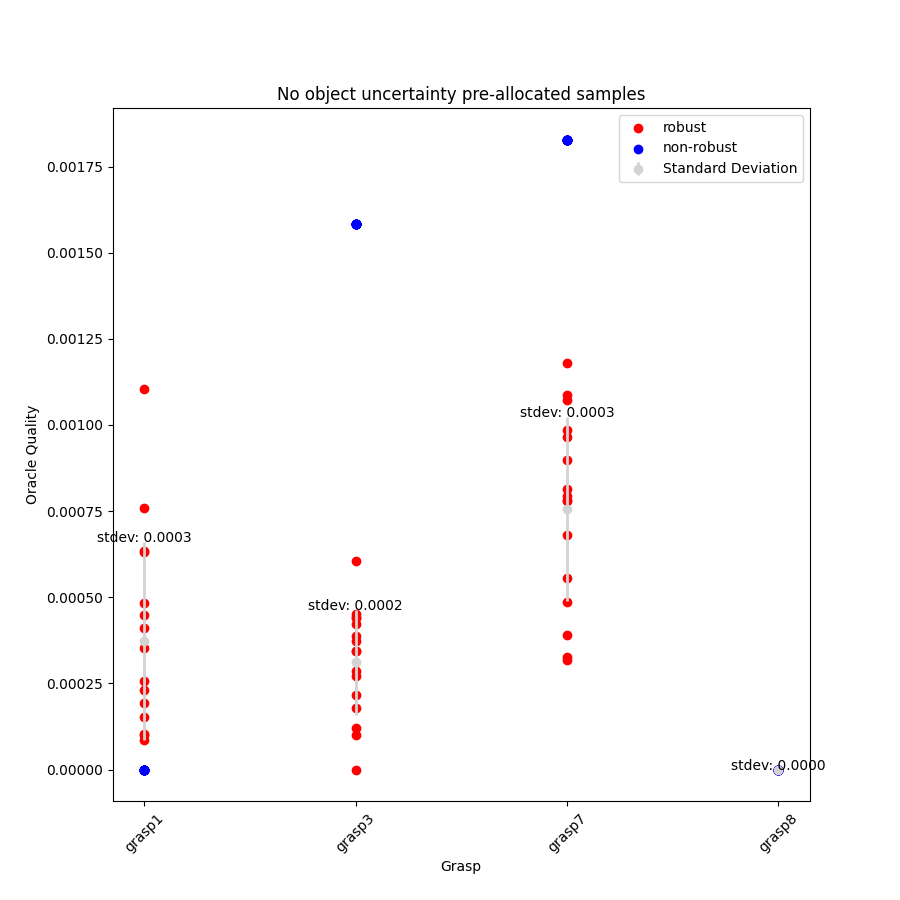 No object uncertainty pre-allocated samples
robust
non-robust
Standard Deviation
Oracle Quality
0.00175
0.00150
0.00125
0.00100
0.00075
0.00050
0.00025
0.00000
stdev: 0.0003
stdev: 0.0002
stdev: 0.0003
stdev: 0.0000
grasp1
grasp3
grasp7
grasp8
Grasp